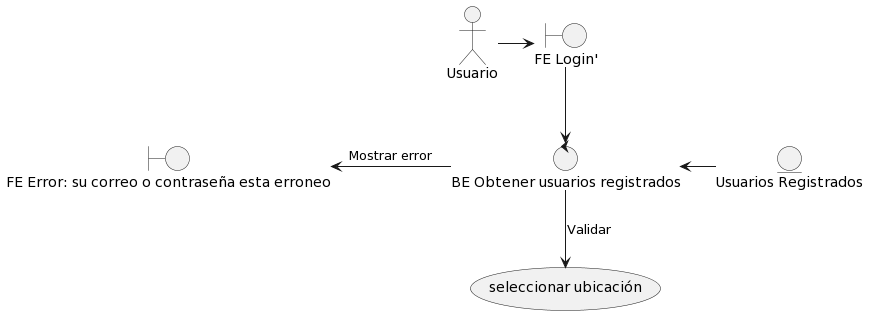 Usuario
FE Login'
Mostrar error
FE Error: su correo o contraseña esta erroneo
BE Obtener usuarios registrados
Usuarios Registrados
Validar
seleccionar ubicación